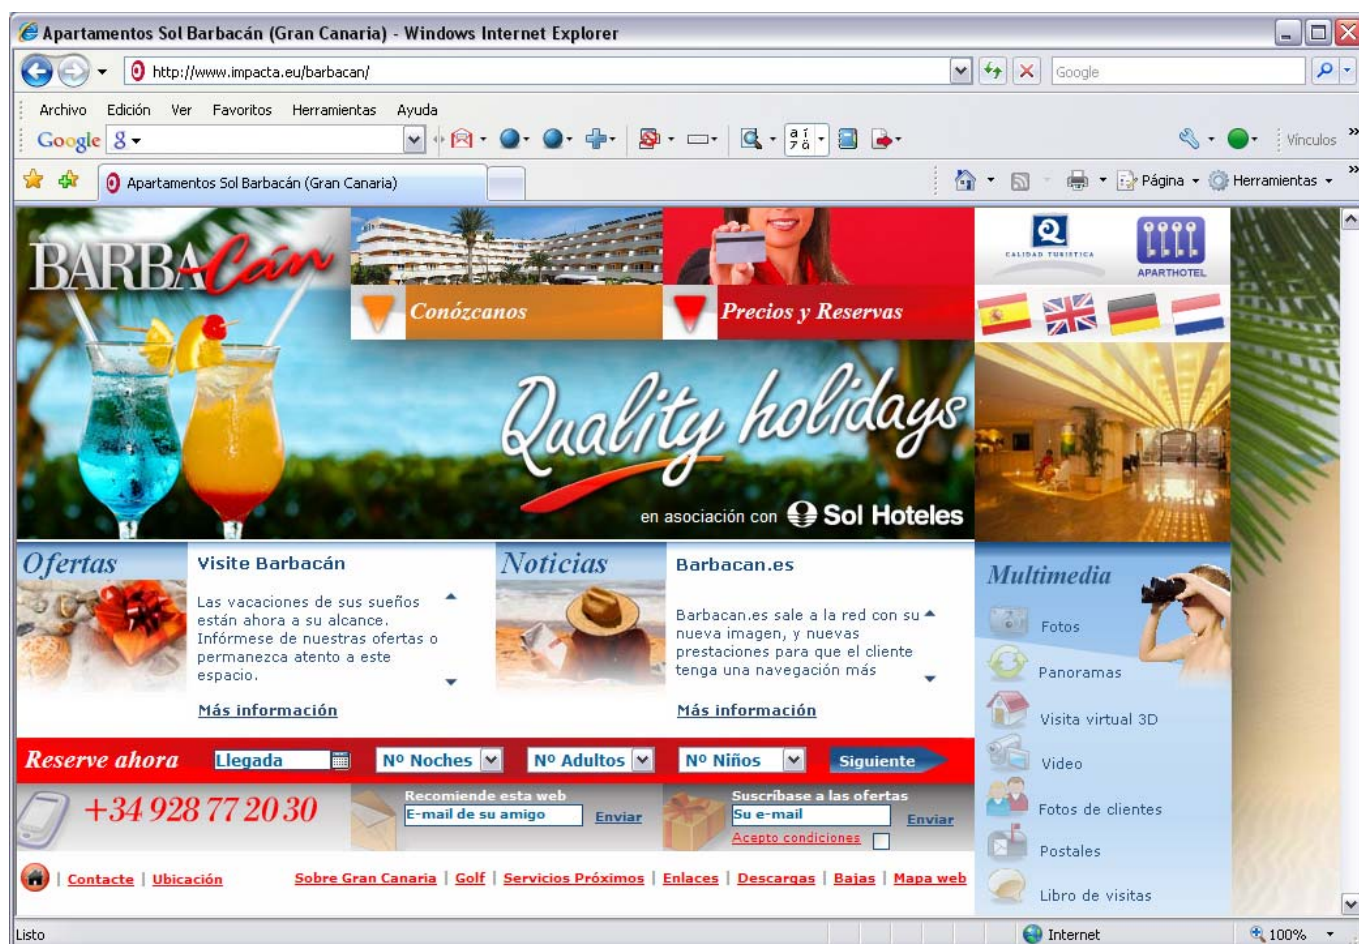 Apartamentos Sol Barbacán (Gran Canaria) - Windows Internet Explorer
http://www.impacta.eu/barbacan/
Google
Archivo Edición Ver Favoritos Herramientas Ayuda
Google
Vínculos
Apartamentos Sol Barbacán (Gran Canaria)
Página Herramientas
BARBACán
Conózcanos
Precios y Reservas
Q
CALIDAD TURISTICA
APARTHOTEL
Quality holidays
en asociación con Sol Hoteles
Ofertas
Visite Barbacán
Las vacaciones de sus sueños
están ahora a su alcance.
Infórmese de nuestras ofertas o
permanezca atento a este
espacio.
Más información
Noticias
Barbacan.es
Barbacan.es sale a la red con su
nueva imagen, y nuevas
prestaciones para que el cliente
tenga una navegación más
Más información
Multimedia
Fotos
Panoramas
Visita virtual 3D
Video
Fotos de clientes
Postales
Libro de visitas
Reserve ahora Llegada Nº Noches Nº Adultos Nº Niños Siguiente
+34 928 77 20 30
Recomiende esta web
E-mail de su amigo Enviar
Suscríbase a las ofertas
Su e-mail Enviar
Acepto condiciones
| Contacte | Ubicación
Sobre Gran Canaria | Golf | Servicios Próximos | Enlaces | Descargas | Bajas | Mapa web
Listo
Internet
100%